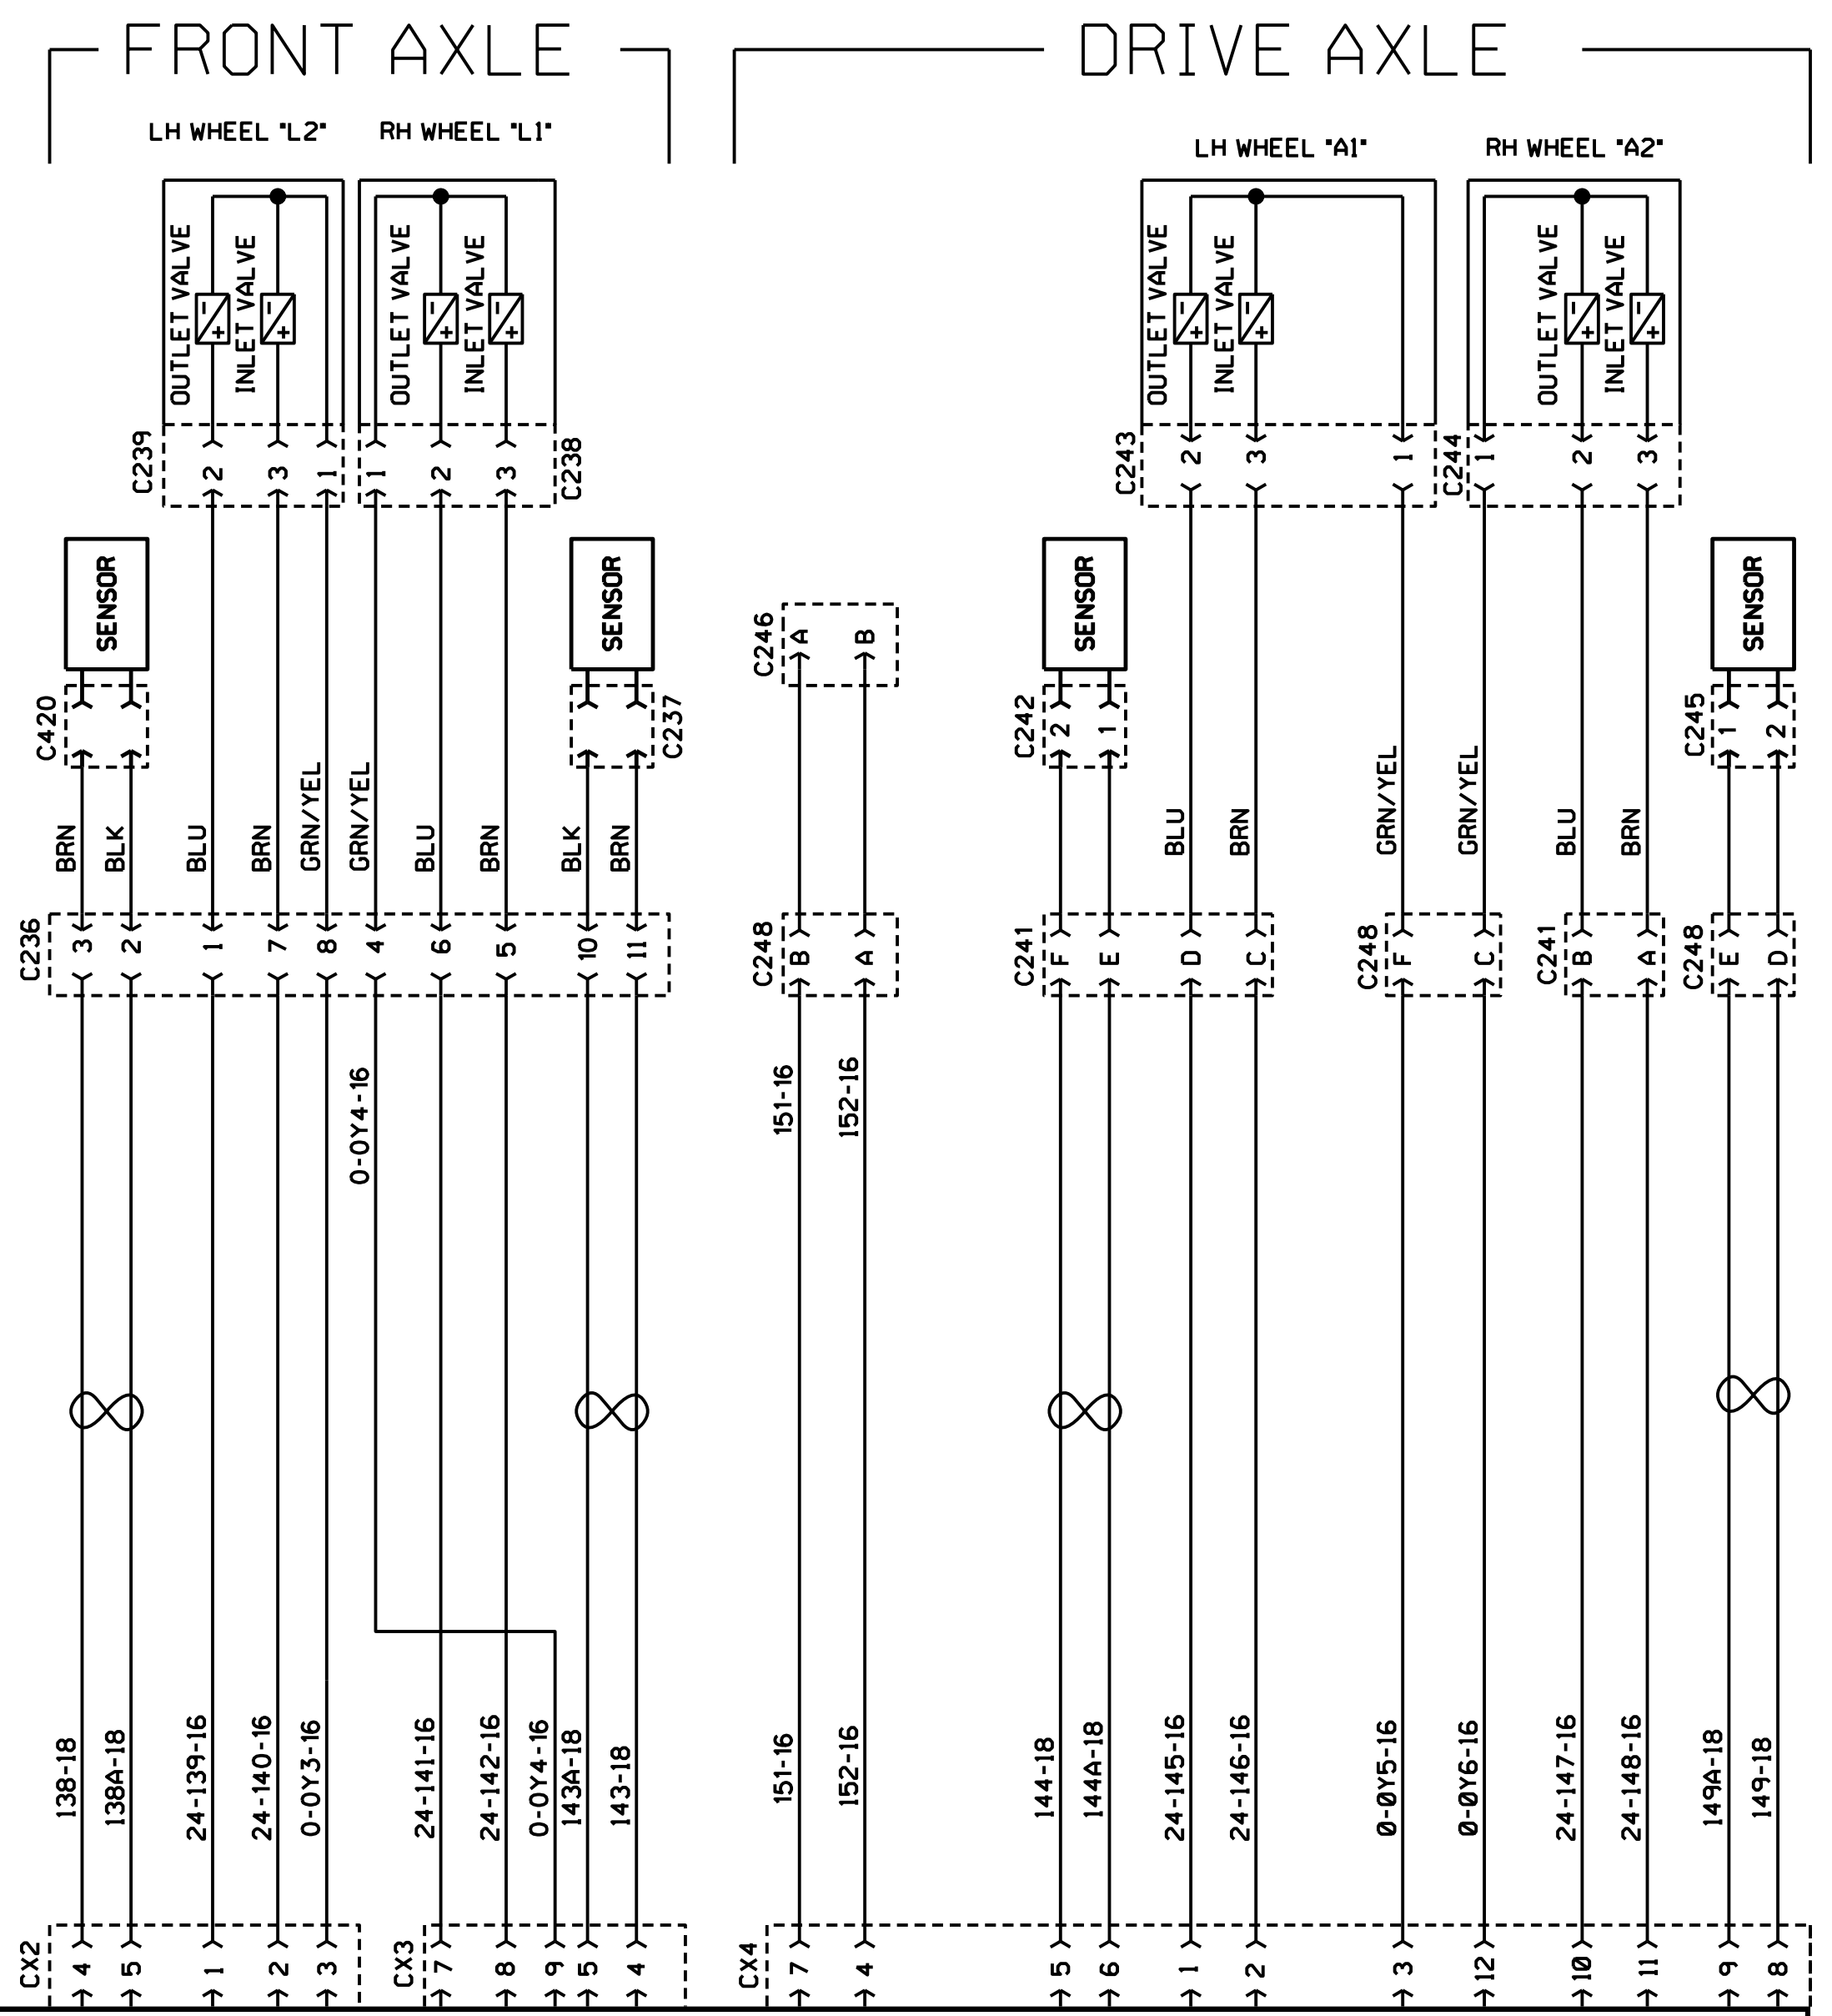 FRONT AXLE
DRIVE AXLE
LH WHEEL "L2"
RH WHEEL "L1"
LH WHEEL "A1"
RH WHEEL "A2"
OUTLET VALVE
INLET VALVE
OUTLET VALVE
INLET VALVE
OUTLET VALVE
INLET VALVE
OUTLET VALVE
INLET VALVE
C239
2
3
1
1
2
3
C238
C243
2
3
1
C244
1
2
3
SENSOR
SENSOR
SENSOR
SENSOR
C246
A
B
C420
C237
C242
2
1
C245
1
2
BRN
BLK
BLU
BRN
GRN/YEL
GRN/YEL
BLU
BRN
BLK
BRN
BLU
BRN
GRN/YEL
GRN/YEL
BLU
BRN
C236
3
2
1
7
8
4
6
5
10
11
C248
B
A
C241
F
E
D
C
C248
F
C
C241
B
A
C248
E
D
0-0Y4-16
151-16
152-16
138-18
138A-18
24-139-16
24-140-16
0-0Y3-16
24-141-16
24-142-16
0-0Y4-16
143A-18
143-18
151-16
152-16
144-18
144A-18
24-145-16
24-146-16
0-0Y5-16
0-0Y6-16
24-147-16
24-148-16
149A-18
149-18
CX2
4
5
1
2
3
CX3
7
8
9
5
4
CX4
7
4
5
6
1
2
3
12
10
11
9
8